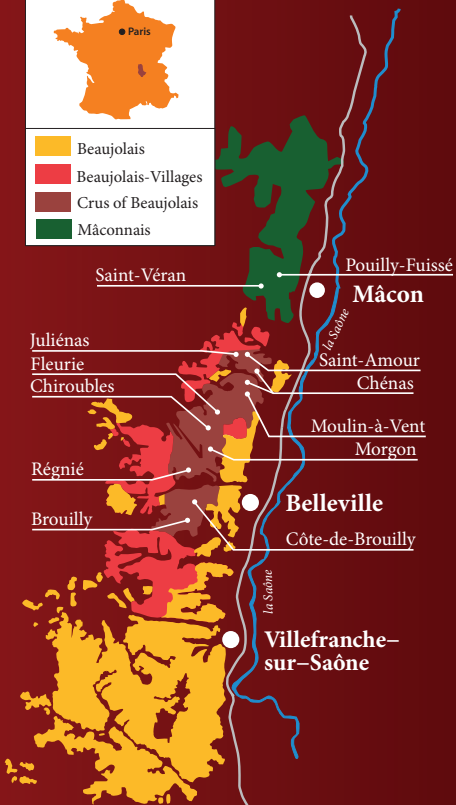 Paris
Beaujolais
Beaujolais-Villages
Crus of Beaujolais
Mâconnais
Pouilly-Fuissé
Saint-Véran
Mâcon
la Saône
Juliénas
Saint-Amour
Fleurie
Chénas
Chiroubles
Moulin-à-Vent
Morgon
Régnié
Belleville
Brouilly
Côte-de-Brouilly
la Saône
Villefranche–
sur–Saône